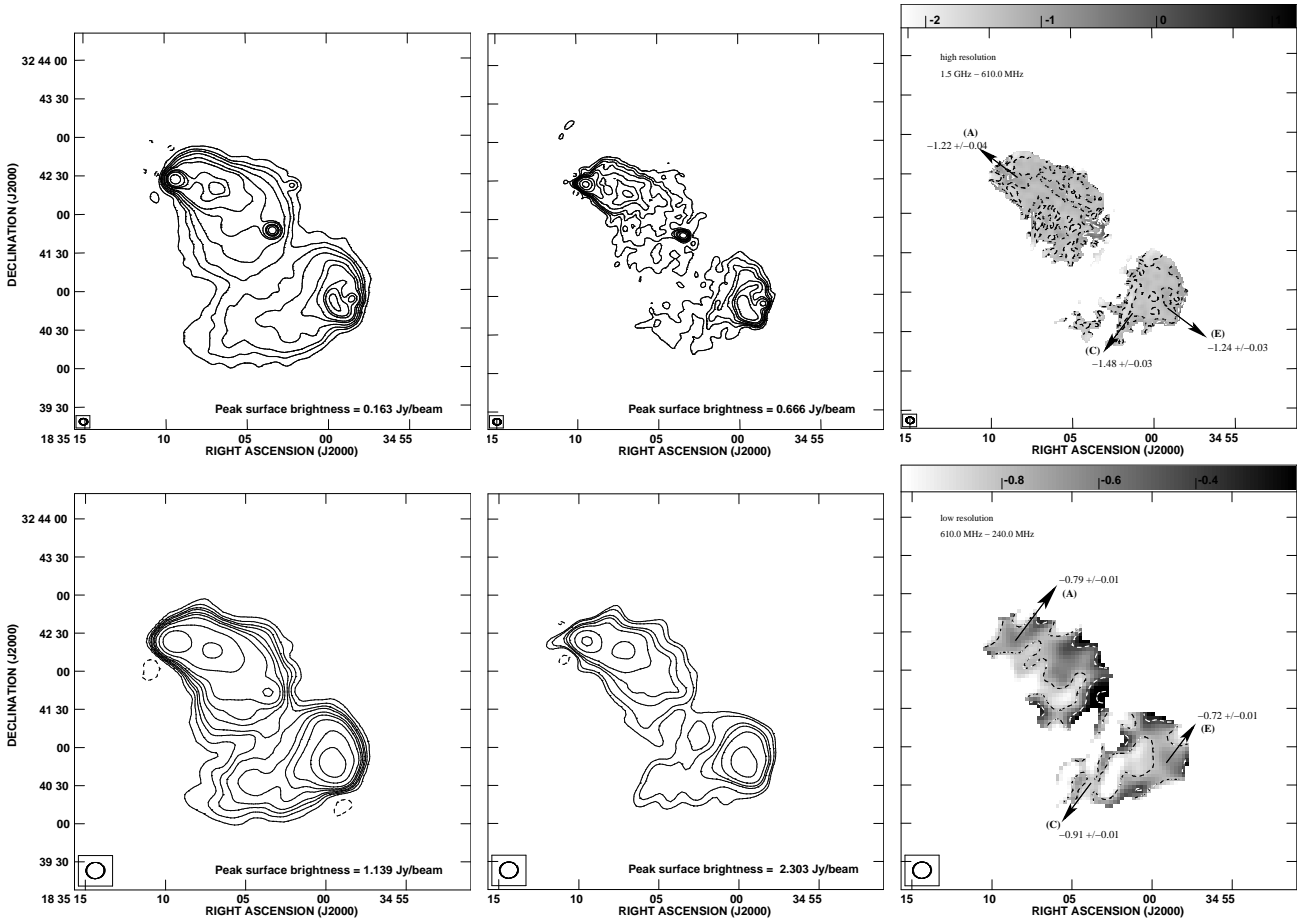 -2 -1 0 1
high resolution
1.5 GHz − 610.0 MHz
(A)
−1.22 +/−0.04
(E)
−1.24 +/−0.03
(C)
−1.48 +/−0.03
DECLINATION (J2000)
32 44 00
43 30
00
42 30
00
41 30
00
40 30
00
39 30
Peak surface brightness = 0.163 Jy/beam
Peak surface brightness = 0.666 Jy/beam
18 35 15 10 05 00 34 55
RIGHT ASCENSION (J2000)
15 10 05 00 34 55
RIGHT ASCENSION (J2000)
15 10 05 00 34 55
RIGHT ASCENSION (J2000)
-0.8 -0.6 -0.4
low resolution
610.0 MHz − 240.0 MHz
−0.79 +/−0.01
(A)
−0.72 +/−0.01
(E)
(C)
−0.91 +/−0.01
DECLINATION (J2000)
32 44 00
43 30
00
42 30
00
41 30
00
40 30
00
39 30
Peak surface brightness = 1.139 Jy/beam
Peak surface brightness = 2.303 Jy/beam
18 35 15 10 05 00 34 55
RIGHT ASCENSION (J2000)
15 10 05 00 34 55
RIGHT ASCENSION (J2000)
15 10 05 00 34 55
RIGHT ASCENSION (J2000)